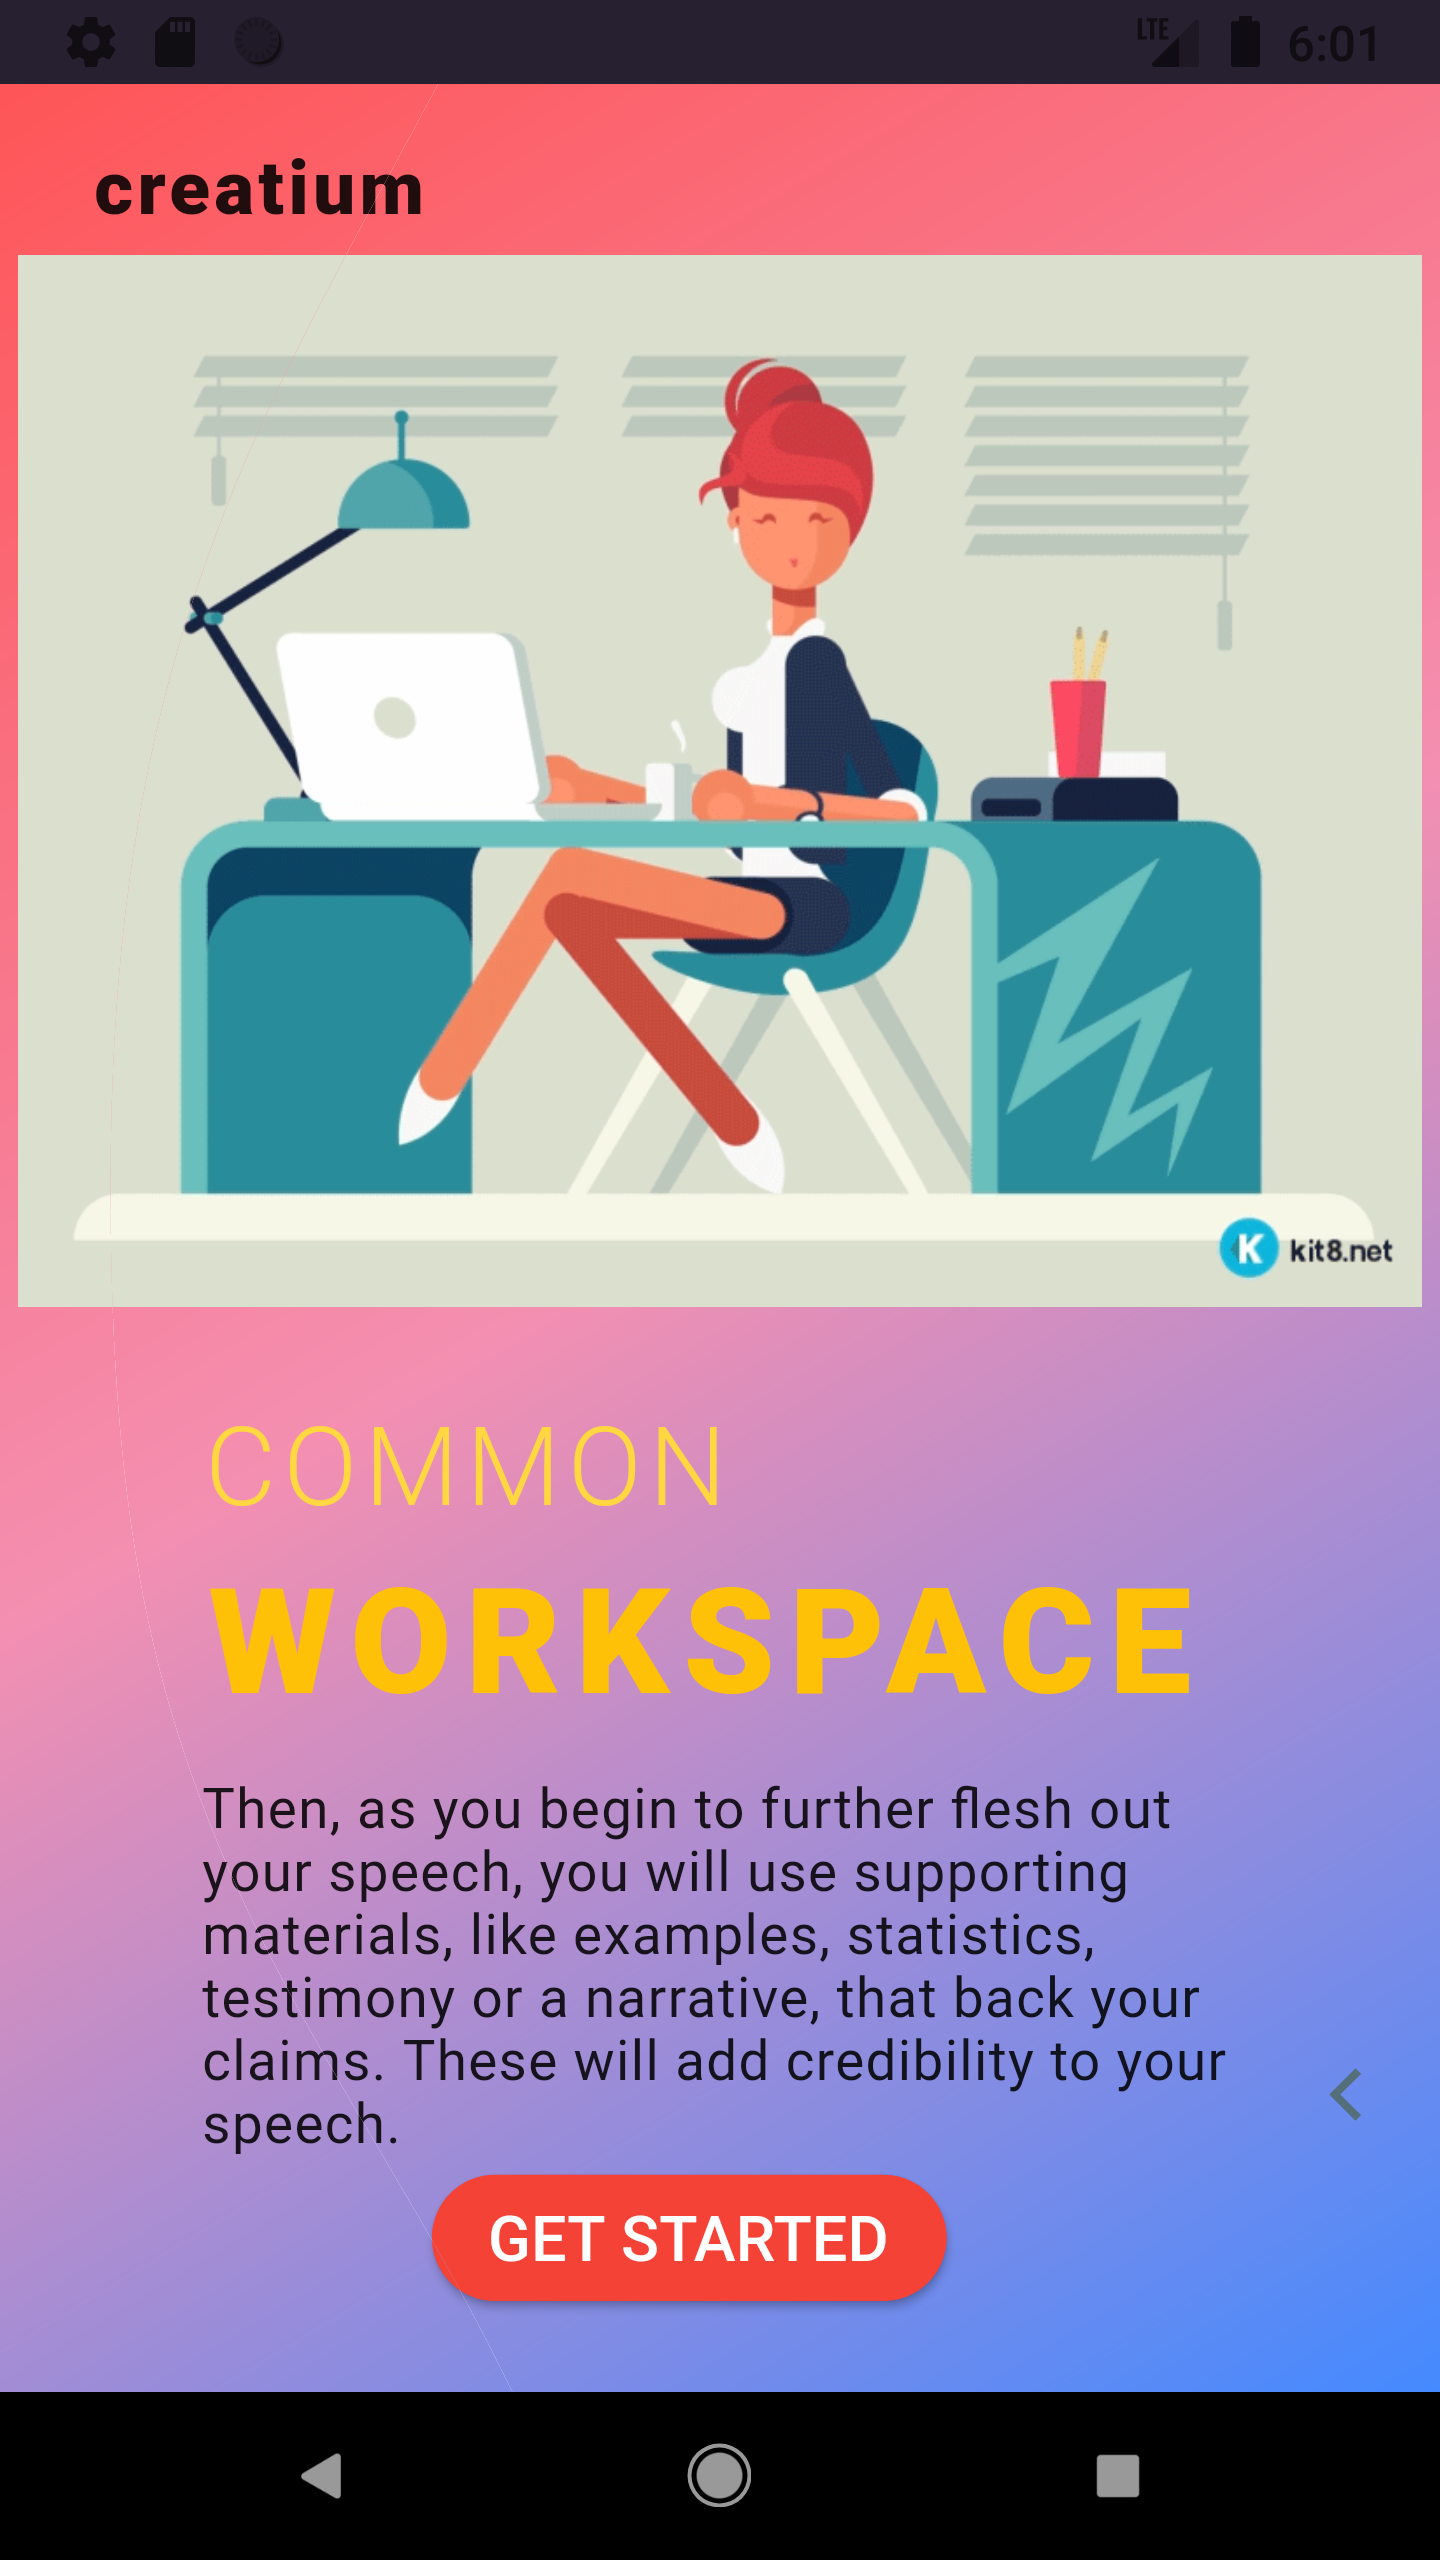 LTE 6:01
creatium
K kit8.net
COMMON
WORKSPACE
Then, as you begin to further flesh out
your speech, you will use supporting
materials, like examples, statistics,
testimony or a narrative, that back your
claims. These will add credibility to your
speech.
GET STARTED